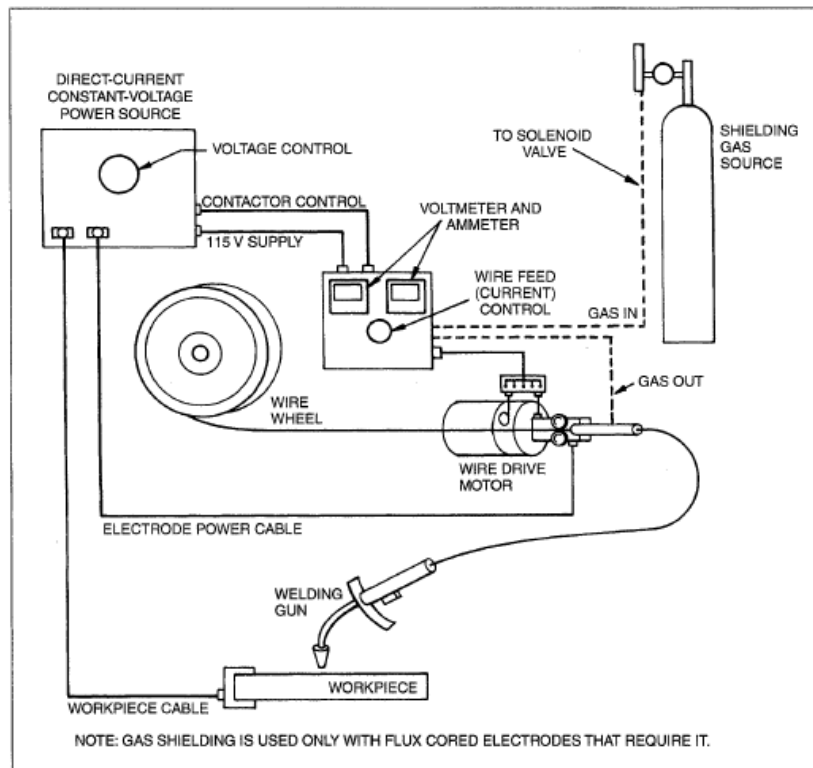 DIRECT-CURRENT
CONSTANT-VOLTAGE
POWER SOURCE
VOLTAGE CONTROL
TO SOLENOID
VALVE
SHIELDING
GAS
SOURCE
CONTACTOR CONTROL
VOLTMETER AND
AMMETER
115 V SUPPLY
WIRE FEED
(CURRENT)
CONTROL
GAS IN
GAS OUT
WIRE
WHEEL
WIRE DRIVE
MOTOR
ELECTRODE POWER CABLE
WELDING
GUN
WORKPIECE
WORKPIECE CABLE
NOTE: GAS SHIELDING IS USED ONLY WITH FLUX CORED ELECTRODES THAT REQUIRE IT.